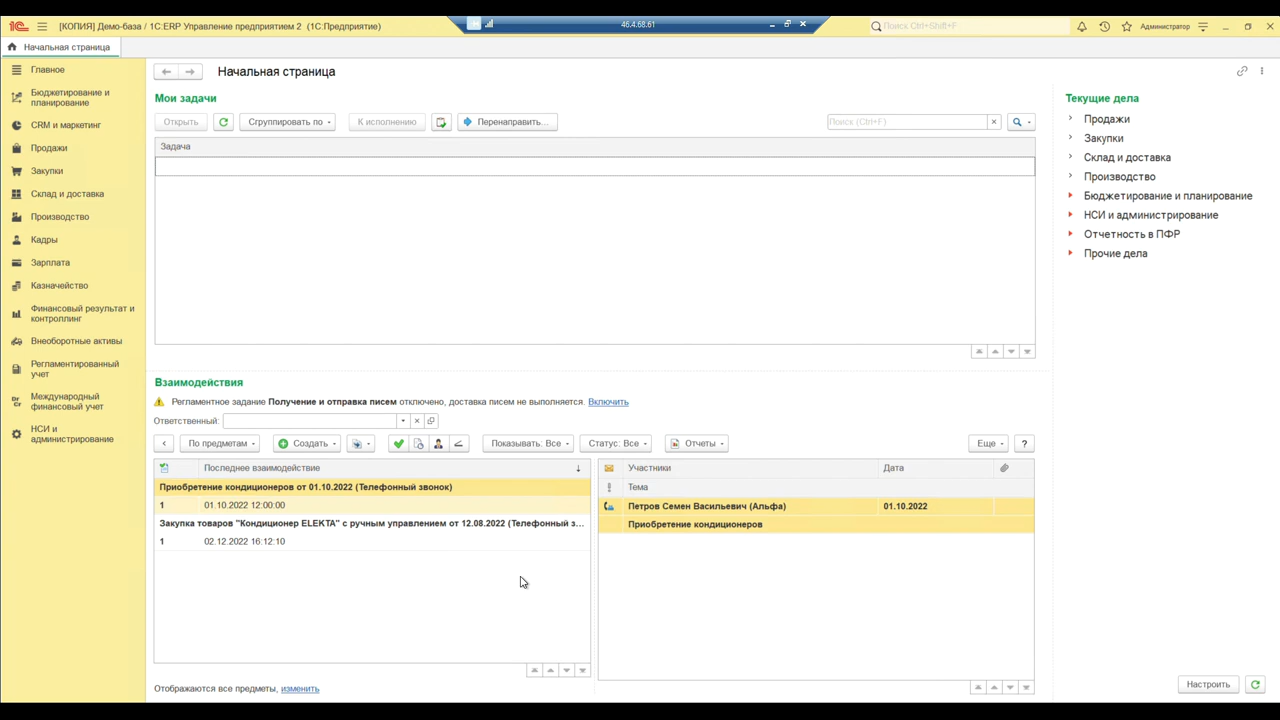 [КОПИЯ] Демо-база / 1С:ERP Управление предприятием 2 (1С:Предприятие)
46.4.68.61
Поиск Ctrl+Shift+F
Администратор
Начальная страница
Главное
Бюджетирование и
планирование
CRM и маркетинг
Продажи
Закупки
Склад и доставка
Производство
Кадры
Зарплата
Казначейство
Финансовый результат и
контроллинг
Внеоборотные активы
Регламентированный
учет
Международный
финансовый учет
НСИ и
администрирование
Начальная страница
Мои задачи
Открыть
Сгруппировать по
К исполнению
Перенаправить...
Поиск (Ctrl+F)
Задача
Взаимодействия
Регламентное задание Получение и отправка писем отключено, доставка писем не выполняется. Включить
Ответственный:
По предметам
Создать
Показывать: Все
Статус: Все
Отчеты
Еще
?
Последнее взаимодействие
Приобретение кондиционеров от 01.10.2022 (Телефонный звонок)
1 01.10.2022 12:00:00
Закупка товаров "Кондиционер ELEKTA" с ручным управлением от 12.08.2022 (Телефонный з...
1 02.12.2022 16:12:10
Отображаются все предметы, изменить
Участники Дата
Тема
Петров Семен Васильевич (Альфа) 01.10.2022
Приобретение кондиционеров
Текущие дела
Продажи
Закупки
Склад и доставка
Производство
Бюджетирование и планирование
НСИ и администрирование
Отчетность в ПФР
Прочие дела
Настроить